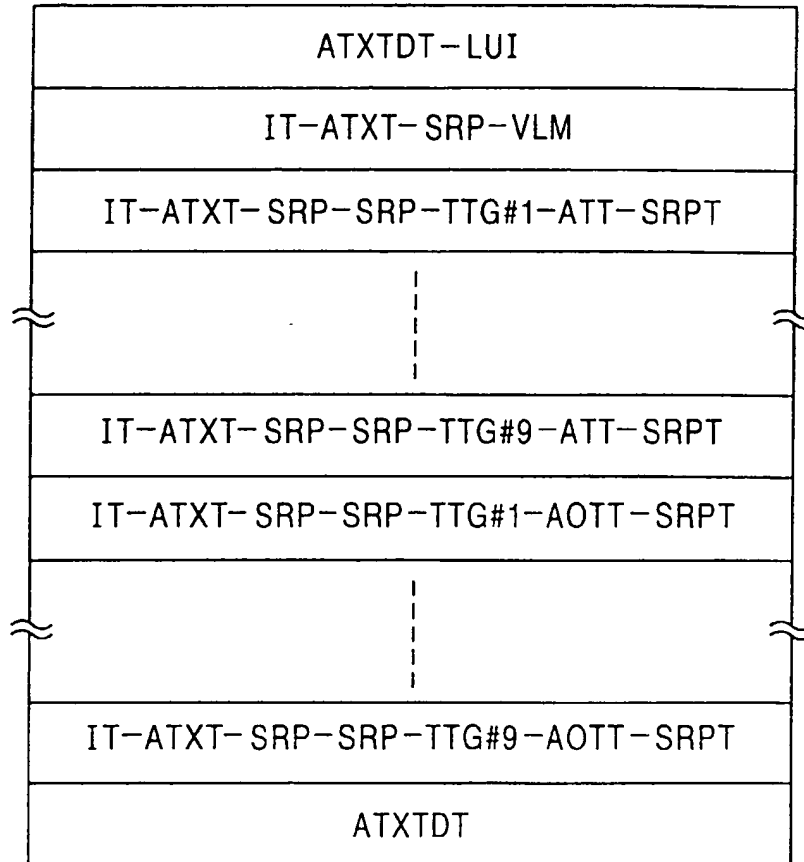 ATXTDT-LUI
IT-ATXT-SRP-VLM
IT-ATXT-SRP-SRP-TTG#1-ATT-SRPT
IT-ATXT-SRP-SRP-TTG#9-ATT-SRPT
IT-ATXT-SRP-SRP-TTG#1-AOTT-SRPT
IT-ATXT-SRP-SRP-TTG#9-AOTT-SRPT
ATXTDT